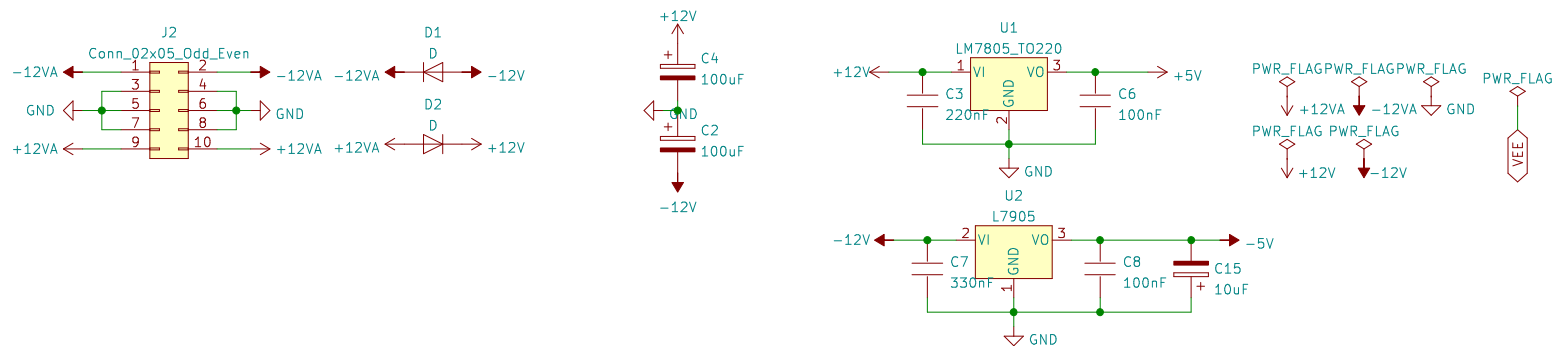 J2
Conn_02x05_Odd_Even
-12VA 1 2 -12VA
3 4
GND 5 6 GND
7 8
+12VA 9 10 +12VA
D1
D
-12VA -12V
D2
D
+12VA +12V
+12V
+ C4
100uF
GND
+ C2
100uF
-12V
U1
LM7805_TO220
+12V 1 VI VO 3 +5V
GND
2
C3
220nF
C6
100nF
GND
U2
L7905
-12V 2 VI VO 3 -5V
GND
1
C7
330nF
C8
100nF
C15
+ 10uF
GND
PWR_FLAG PWR_FLAG PWR_FLAG
+12VA -12VA GND
PWR_FLAG PWR_FLAG
+12V -12V
PWR_FLAG
VEE